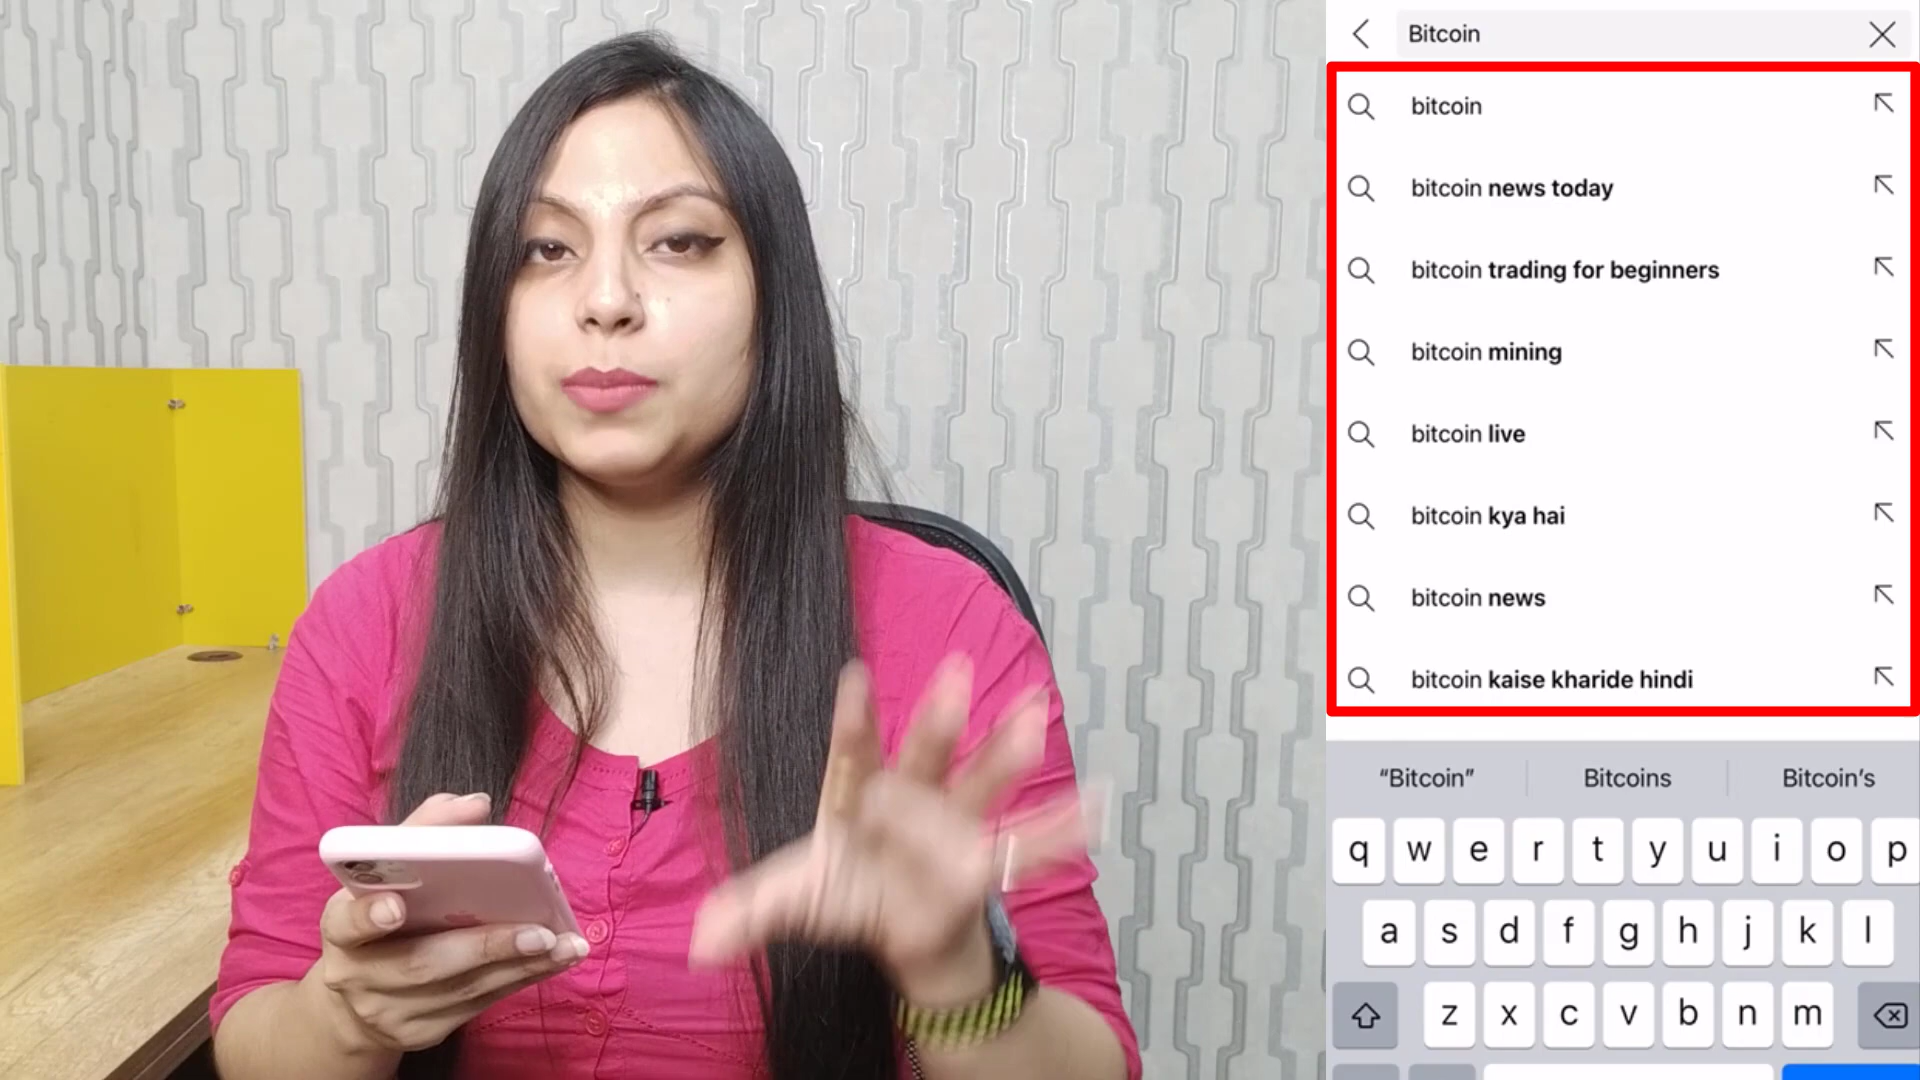 Bitcoin
bitcoin
bitcoin news today
bitcoin trading for beginners
bitcoin mining
bitcoin live
bitcoin kya hai
bitcoin news
bitcoin kaise kharide hindi
“Bitcoin” Bitcoins Bitcoin’s
q w e r t y u i o p
a s d f g h j k l
z x c v b n m